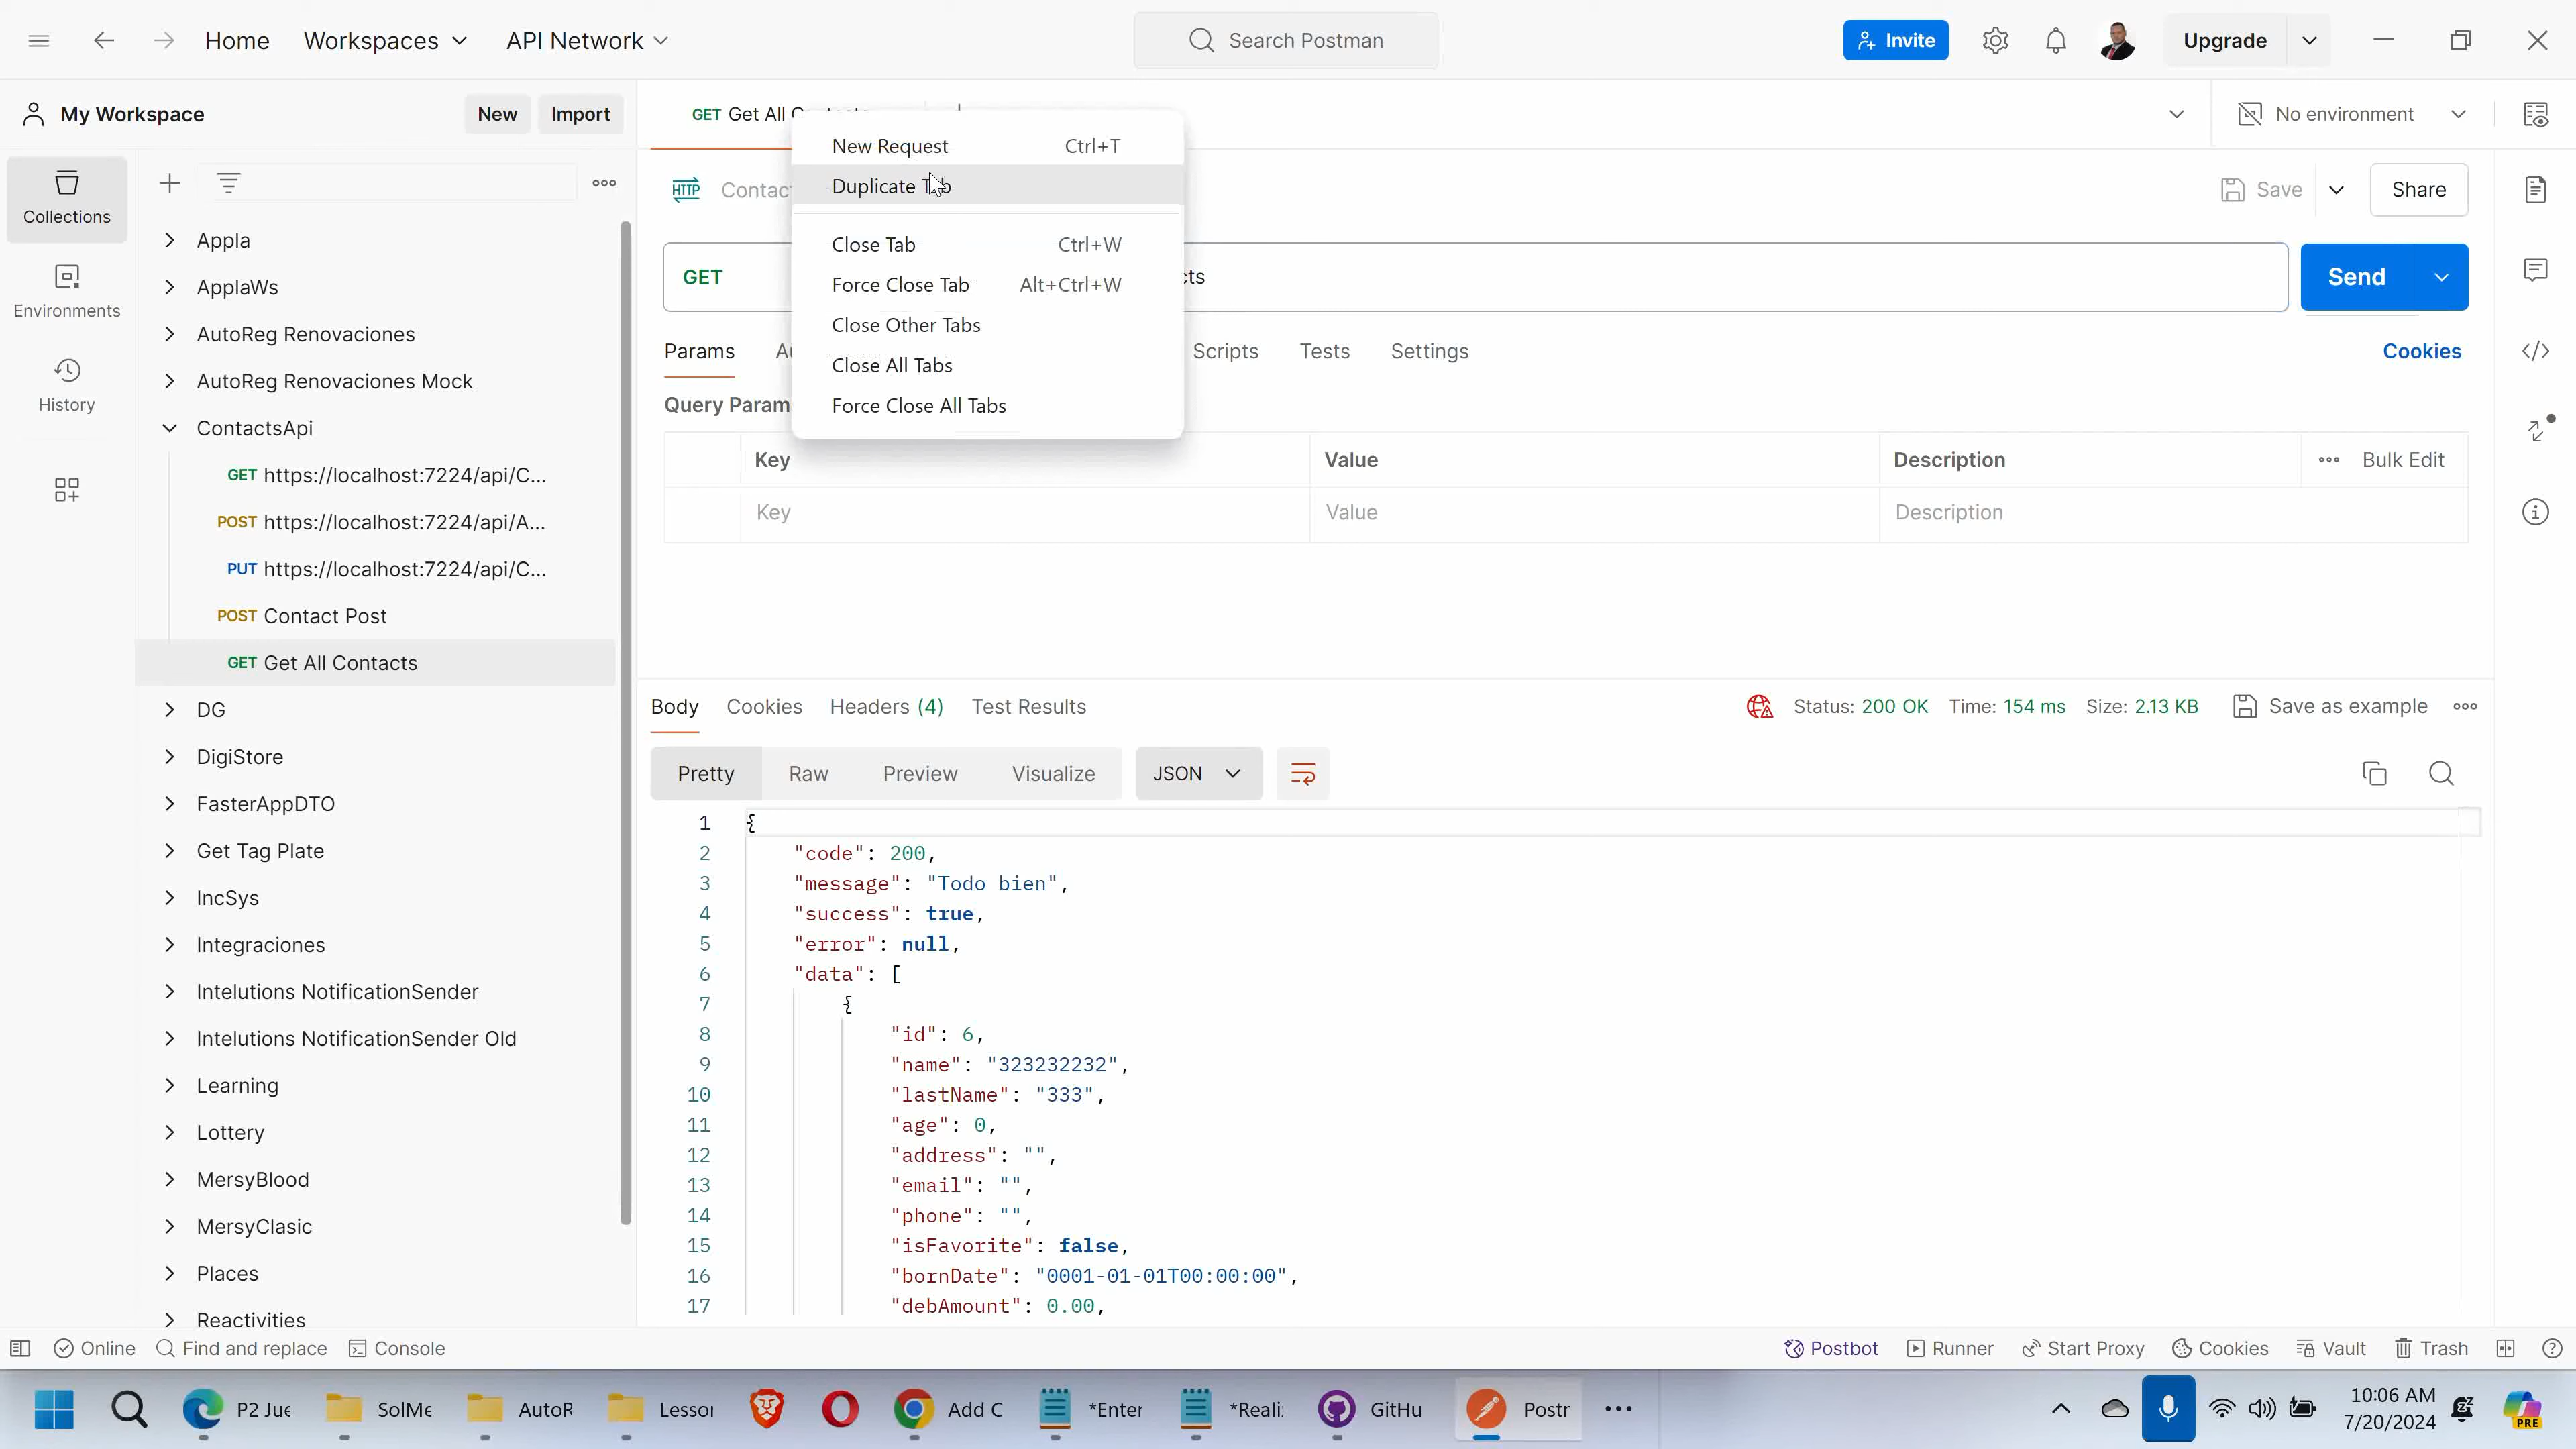 Home Workspaces API Network Search Postman Invite Upgrade
My Workspace New Import GET Get All No environment
New Request Ctrl+T
Duplicate Tab
Close Tab Ctrl+W
Force Close Tab Alt+Ctrl+W
Close Other Tabs
Close All Tabs
Force Close All Tabs
Collections
Environments
History
Appla
ApplaWs
AutoReg Renovaciones
AutoReg Renovaciones Mock
ContactsApi
GET https://localhost:7224/api/C...
POST https://localhost:7224/api/A...
PUT https://localhost:7224/api/C...
POST Contact Post
GET Get All Contacts
DG
DigiStore
FasterAppDTO
Get Tag Plate
IncSys
Integraciones
Intelutions NotificationSender
Intelutions NotificationSender Old
Learning
Lottery
MersyBlood
MersyClasic
Places
Reactivities
HTTP Contac Save Share
GET cts Send
Params Scripts Tests Settings Cookies
Query Param
Key Value Description Bulk Edit
Key Value Description
Body Cookies Headers (4) Test Results Status: 200 OK Time: 154 ms Size: 2.13 KB Save as example
Pretty Raw Preview Visualize JSON
1 {
2 "code": 200,
3 "message": "Todo bien",
4 "success": true,
5 "error": null,
6 "data": [
7 {
8 "id": 6,
9 "name": "323232232",
10 "lastName": "333",
11 "age": 0,
12 "address": "",
13 "email": "",
14 "phone": "",
15 "isFavorite": false,
16 "bornDate": "0001-01-01T00:00:00",
17 "debAmount": 0.00,
Online Find and replace Console Postbot Runner Start Proxy Cookies Vault Trash
P2 Jue SolMe AutoR Lesson Add C *Enter *Reali: GitHu Postr 10:06 AM
7/20/2024
PRE